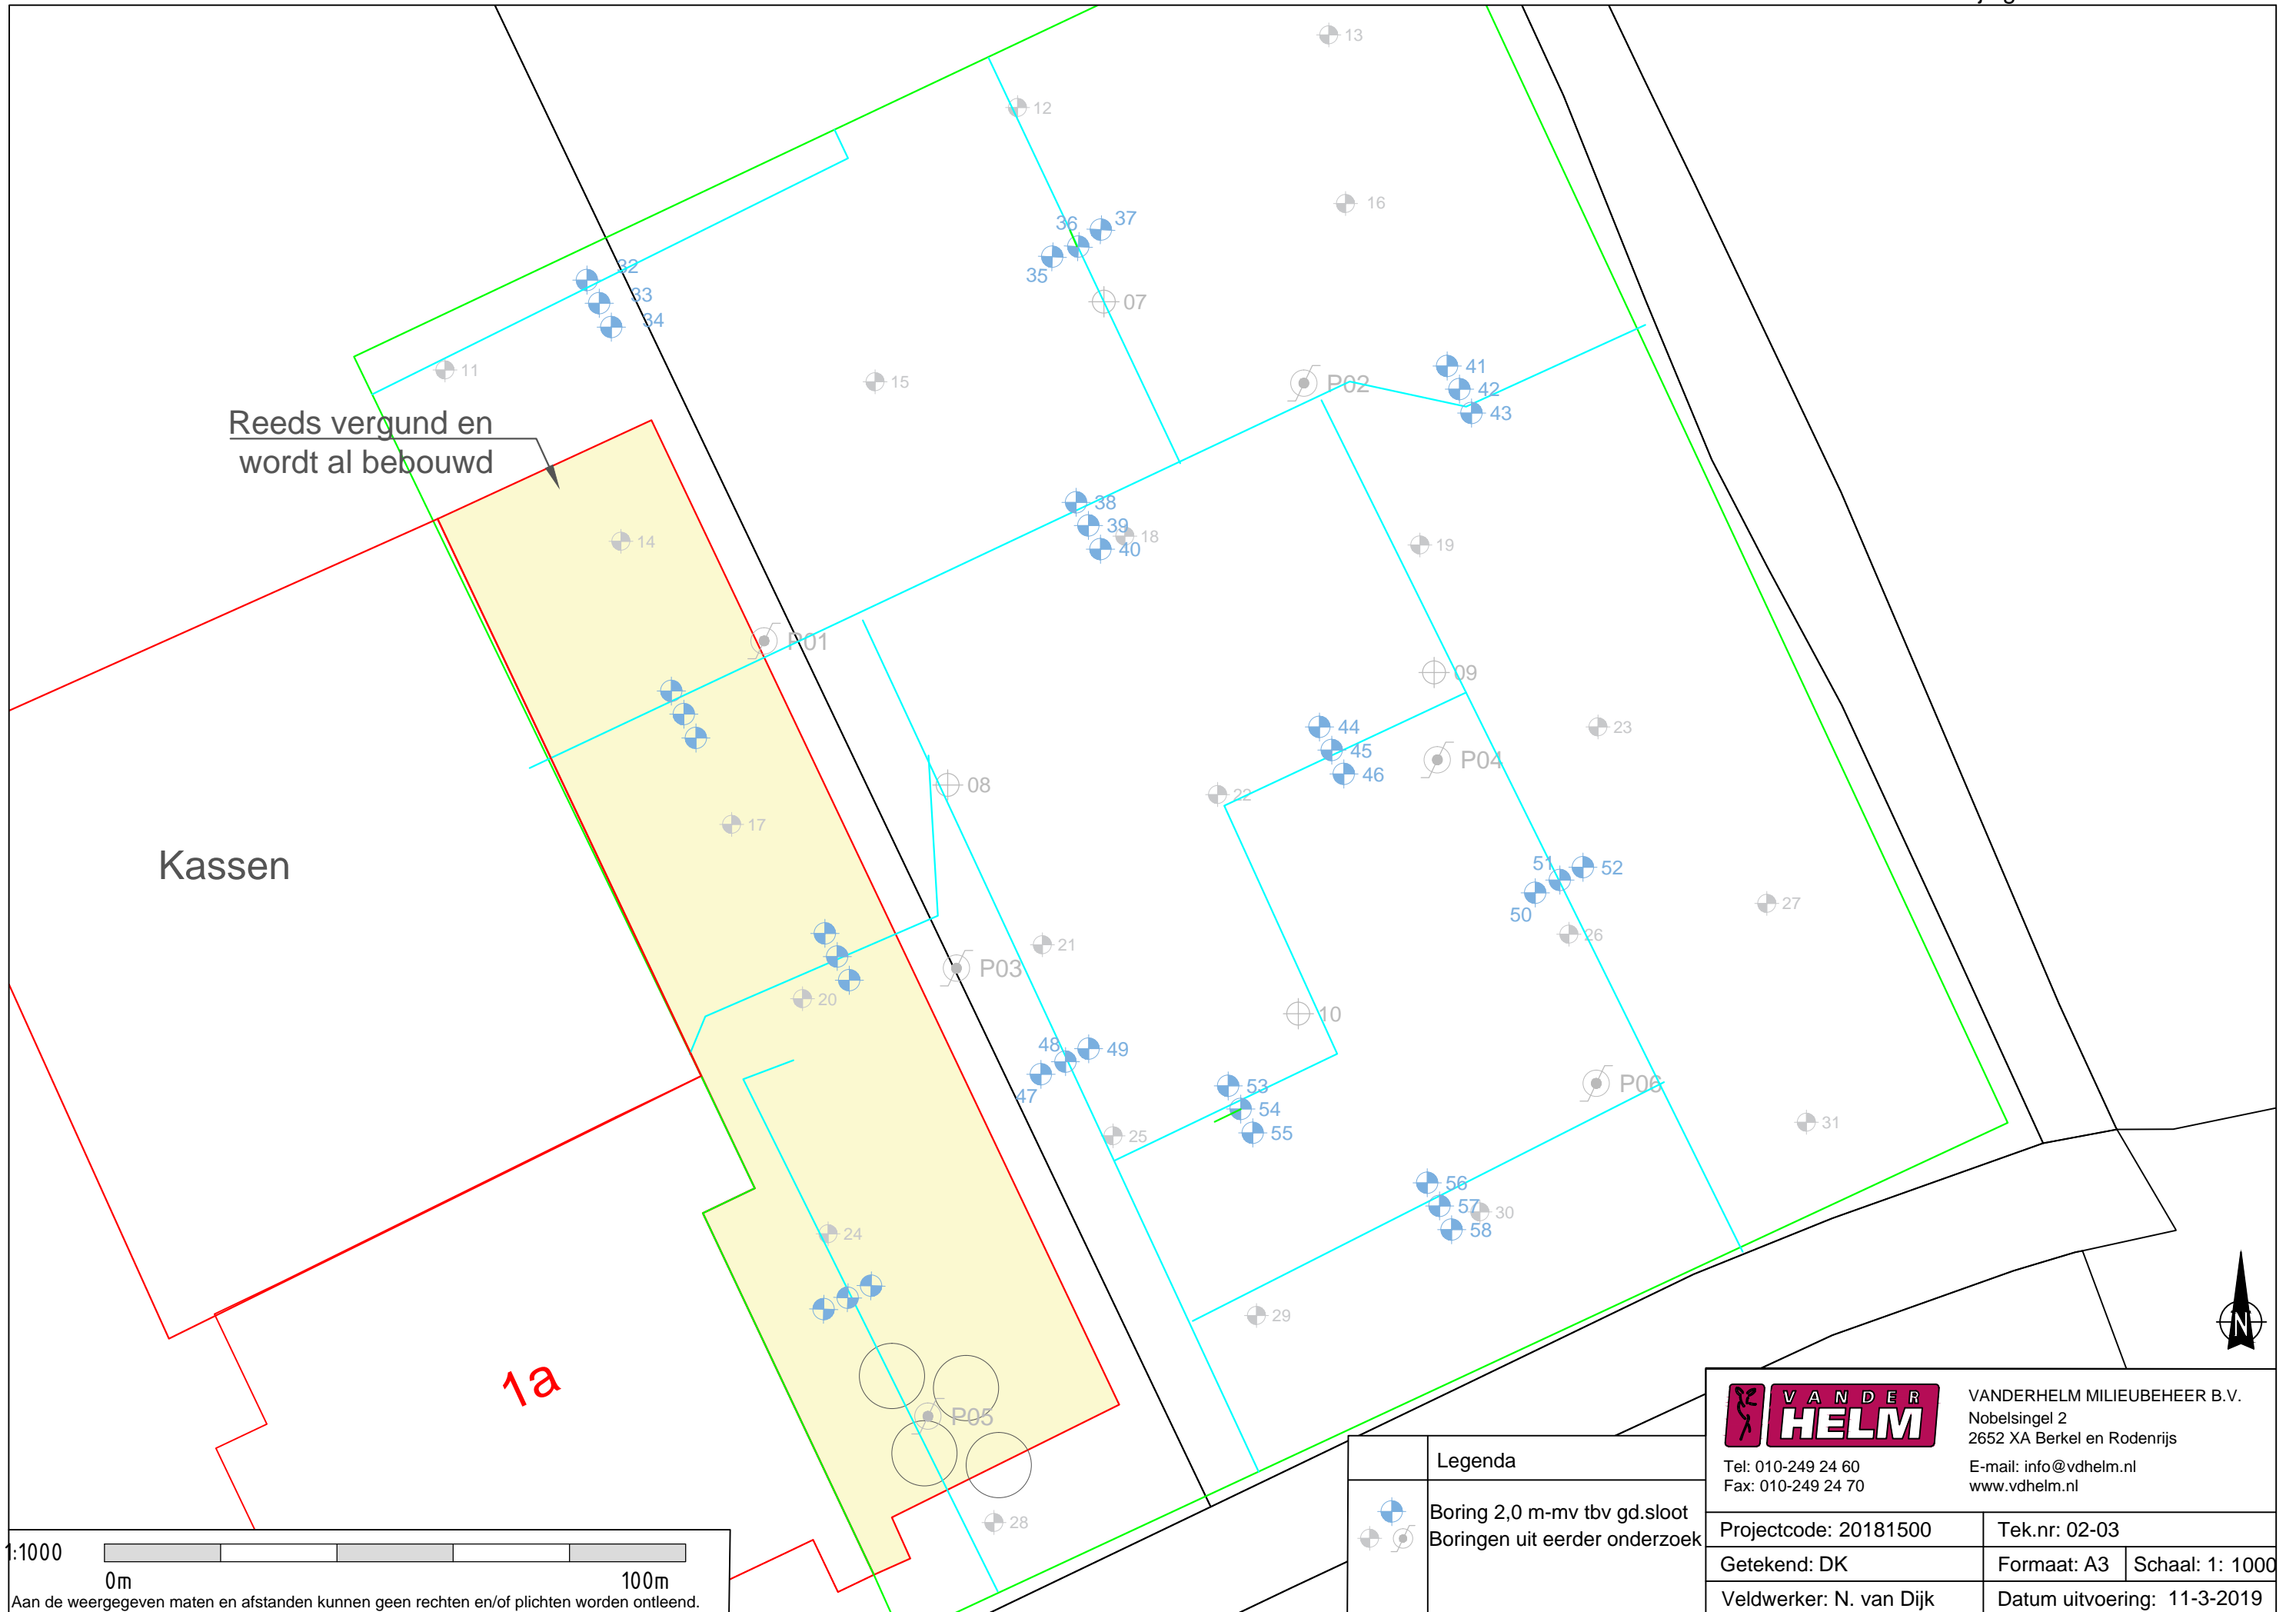 13
12
16
37
36
35
32
33
34
07
11
15
41
P02
42
43
Reeds vergund en
wordt al bebouwd
38
39
18
40
14
19
P01
09
44
23
45
P04
46
08
22
17
Kassen
51
52
50
27
26
21
P03
20
10
48
49
47
53
P06
54
31
25
55
56
57
30
58
24
29
1a
P05
28
N
Legenda
Boring 2,0 m-mv tbv gd.sloot
Boringen uit eerder onderzoek
VANDER
HELM
VANDERHELM MILIEUBEHEER B.V.
Nobelsingel 2
2652 XA Berkel en Rodenrijs
Tel: 010-249 24 60
E-mail: info@vdhelm.nl
Fax: 010-249 24 70
www.vdhelm.nl
Projectcode: 20181500
Tek.nr: 02-03
Getekend: DK
Formaat: A3
Schaal: 1: 1000
Veldwerker: N. van Dijk
Datum uitvoering: 11-3-2019
1:1000
0m
100m
Aan de weergegeven maten en afstanden kunnen geen rechten en/of plichten worden ontleend.